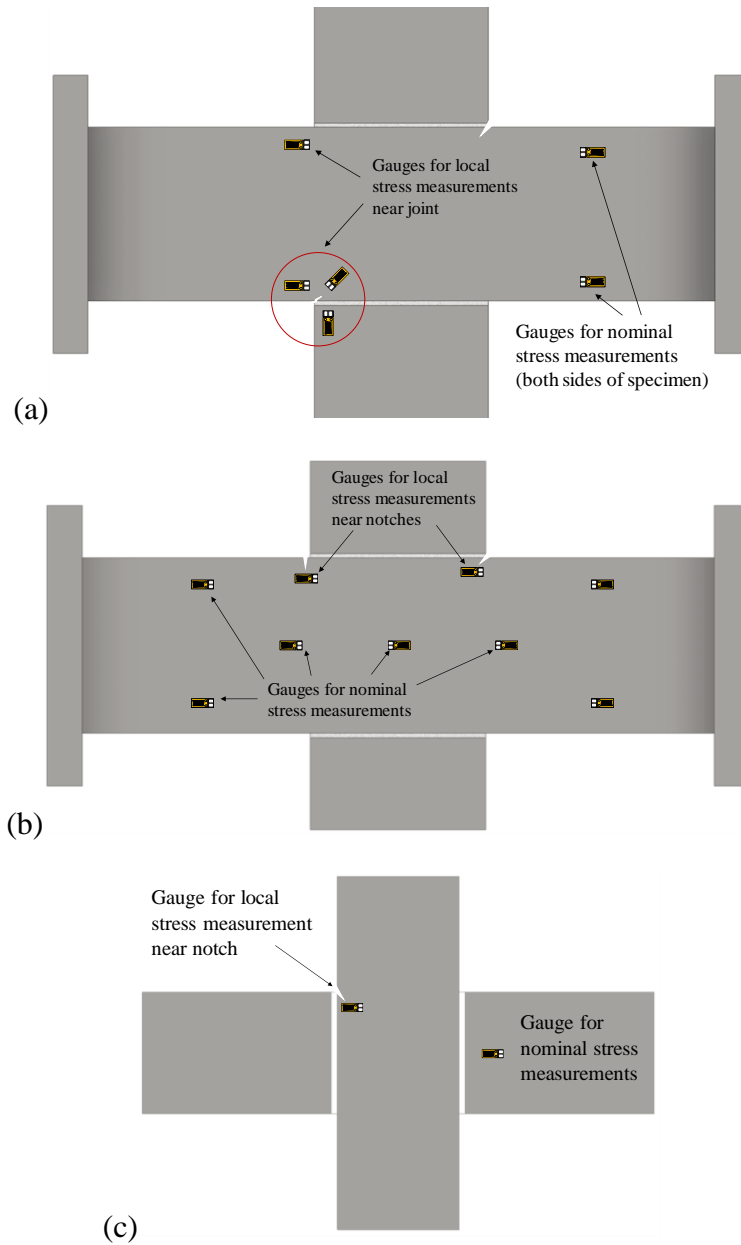 Gauges for local
stress measurements
near joint
Gauges for nominal
stress measurements
(both sides of specimen)
(a)
Gauges for local
stress measurements
near notches
Gauges for nominal
stress measurements
(b)
Gauge for local
stress measurement
near notch
Gauge for
nominal stress
measurements
(c)